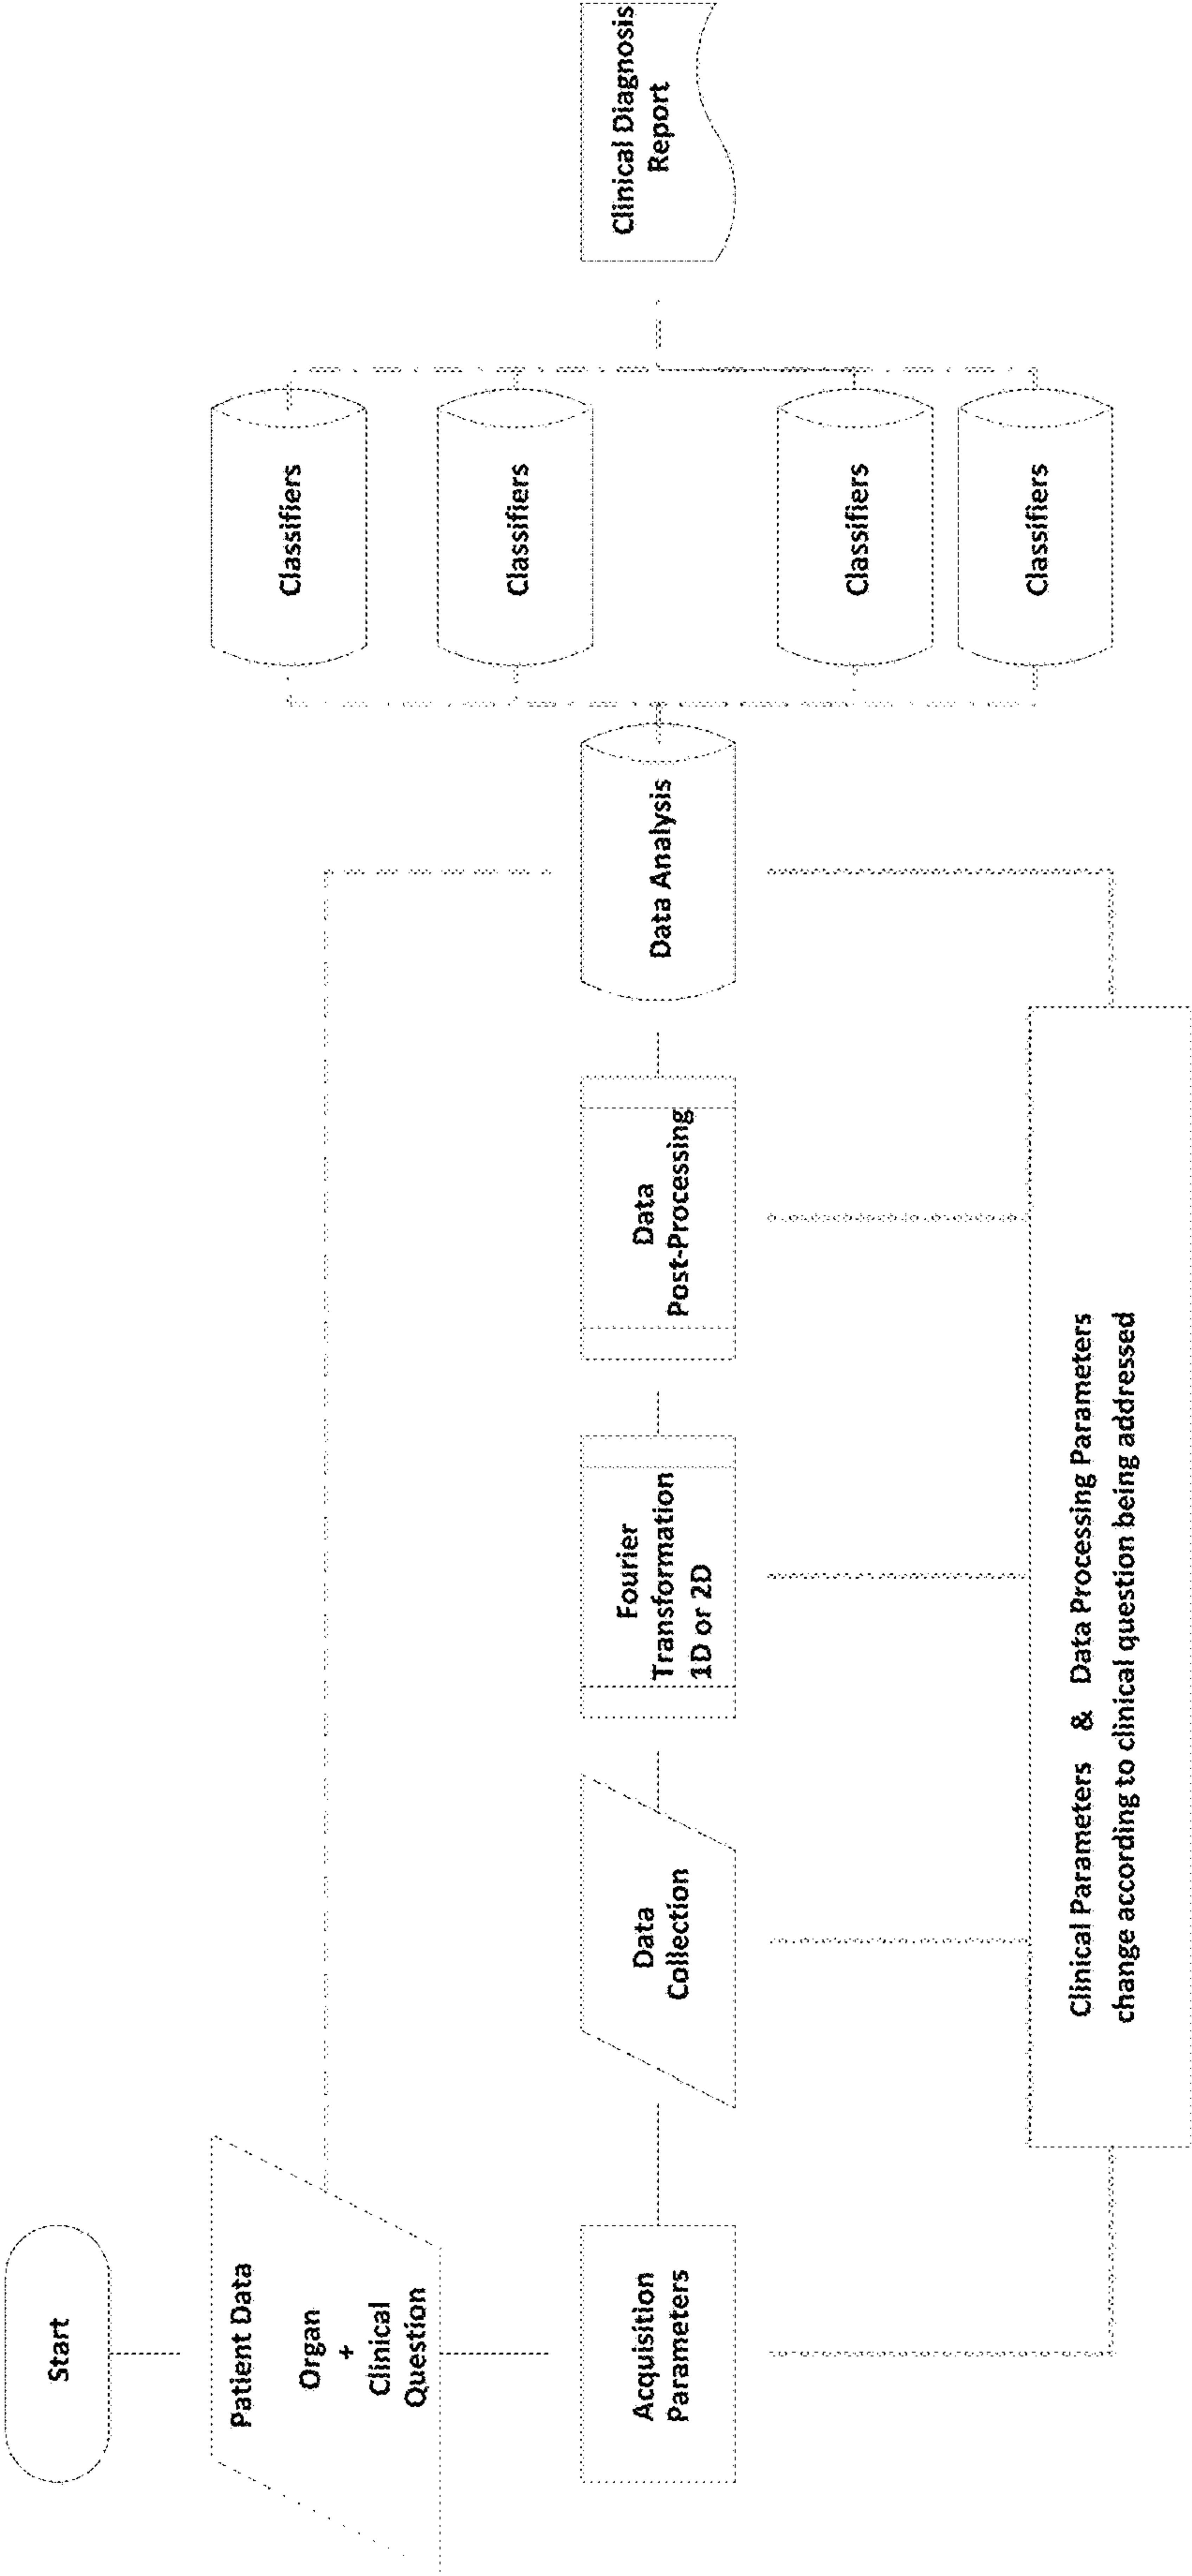 Start
Patient Data
Organ
+
Clinical
Question
Acquisition
Parameters
Data
Collection
Fourier
Transformation
1D or 2D
Data
Post-Processing
Data Analysis
Classifiers
Classifiers
Classifiers
Classifiers
Clinical Diagnosis
Report
Clinical Parameters & Data Processing Parameters
change according to clinical question being addressed